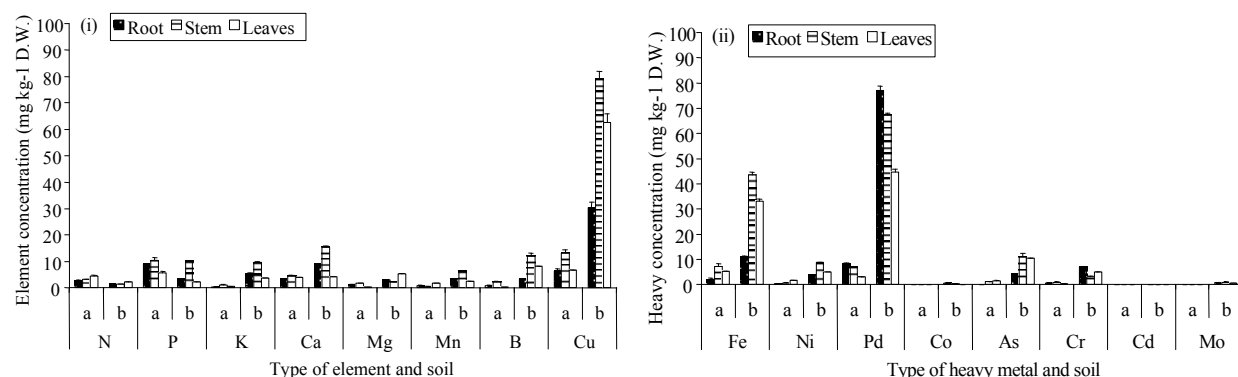 (i)
Root Stem Leaves
Element concentration (mg kg-1 D.W.)
100
90
80
70
60
50
40
30
20
10
0
a b a b a b a b a b a b a b a b
N P K Ca Mg Mn B Cu
Type of element and soil
(ii)
Root Stem Leaves
Heavy concentration (mg kg-1 D.W.)
100
90
80
70
60
50
40
30
20
10
0
a b a b a b a b a b a b a b a b
Fe Ni Pd Co As Cr Cd Mo
Type of heavy metal and soil